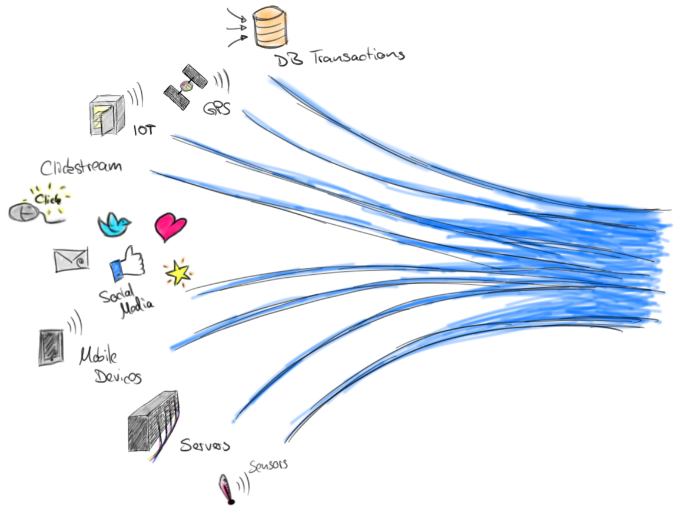 DB Transactions
GPS
IOT
Clickstream
Click
Social
Media
Mobile
Devices
Servers
Sensors